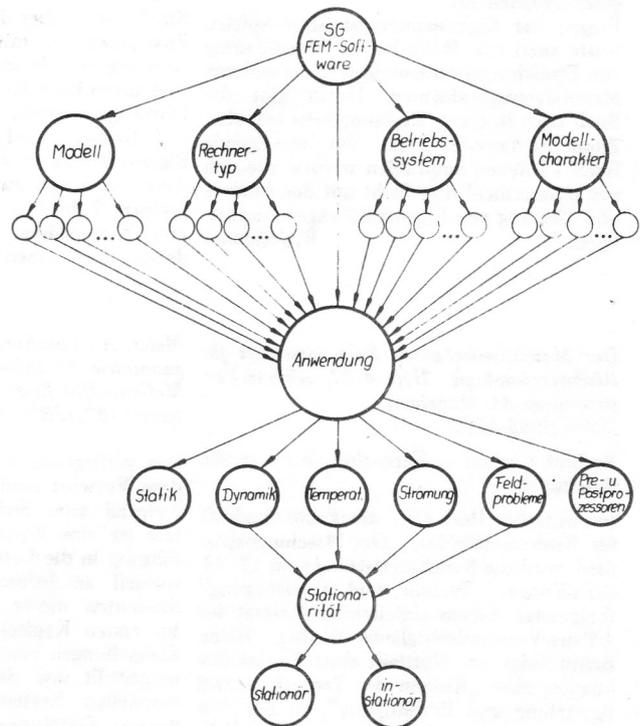 SG
FEM-Soft-
ware
Modell
Rechner-
typ
Betriebs-
system
Modell-
charakter
...
...
...
...
Anwendung
Statik
Dynamik
Temperat.
Strömung
Feld-
probleme
Pre- u.
Postpro-
zessoren
Stationa-
rität
Stationär
in-
stationär